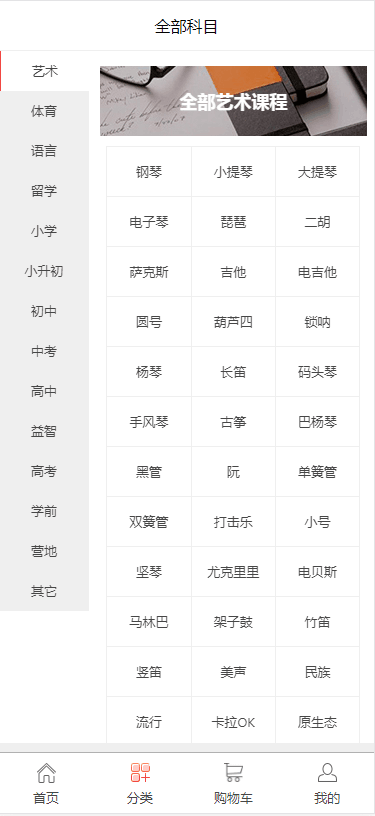 全部科目
艺术
体育
语言
留学
小学
小升初
初中
中考
高中
益智
高考
学前
营地
其它
全部艺术课程
钢琴 小提琴 大提琴
电子琴 琵琶 二胡
萨克斯 吉他 电吉他
圆号 葫芦四 锁呐
杨琴 长笛 码头琴
手风琴 古筝 巴杨琴
黑管 阮 单簧管
双簧管 打击乐 小号
坚琴 尤克里里 电贝斯
马林巴 架子鼓 竹笛
竖笛 美声 民族
流行 卡拉OK 原生态
首页 分类 购物车 我的